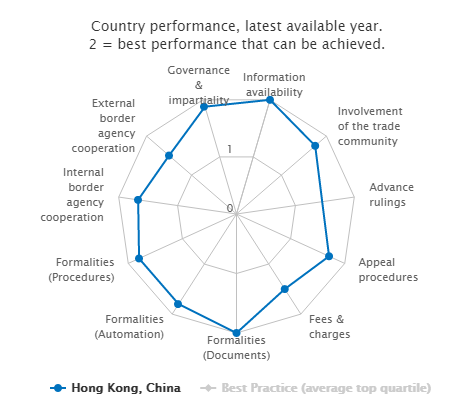 Country performance, latest available year.
2 = best performance that can be achieved.
Governance
&
impartiality
Information
availability
Involvement
of the trade
community
Advance
rulings
Appeal
procedures
Fees &
charges
Formalities
(Documents)
Formalities
(Automation)
Formalities
(Procedures)
Internal
border
agency
cooperation
External
border
agency
cooperation
1
0
Hong Kong, China
Best Practice (average top quartile)